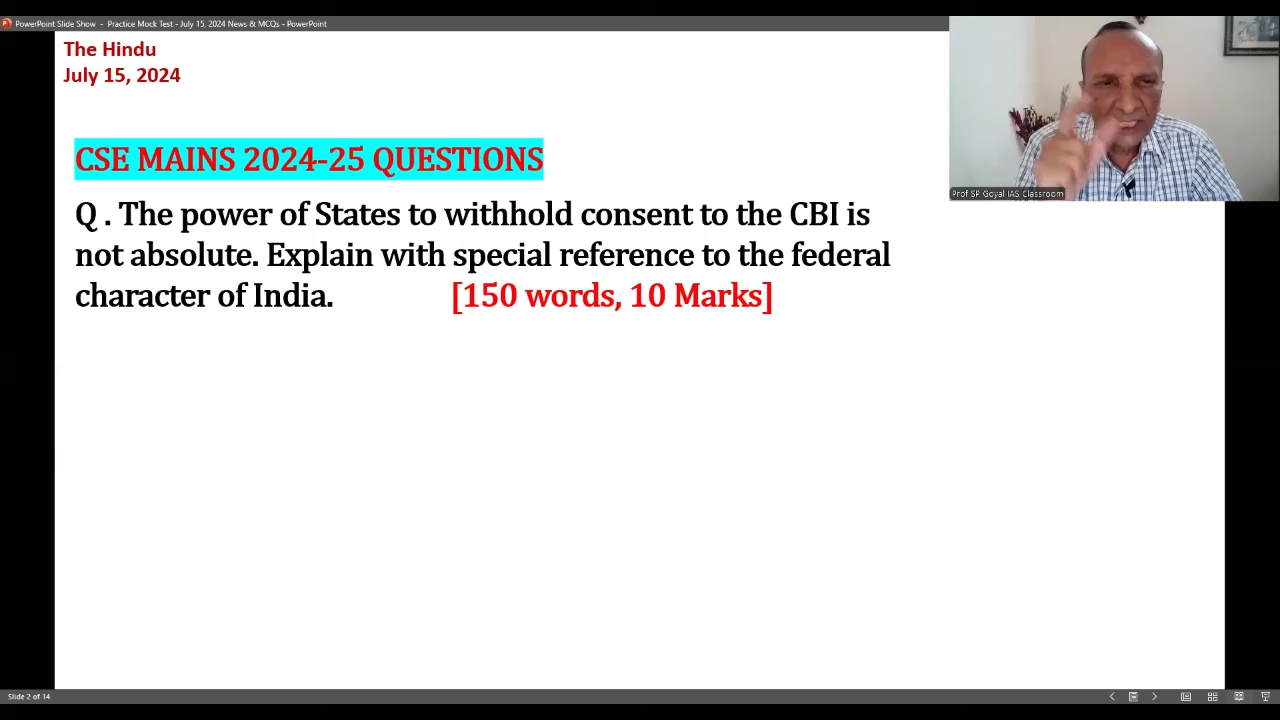 PowerPoint Slide Show - Practice Mock Test - July 15, 2024 News & MCQs - PowerPoint
The Hindu
July 15, 2024
CSE MAINS 2024-25 QUESTIONS
Q . The power of States to withhold consent to the CBI is
not absolute. Explain with special reference to the federal
character of India. [150 words, 10 Marks]
Prof SP Goyal IAS Classroom
Slide 2 of 14